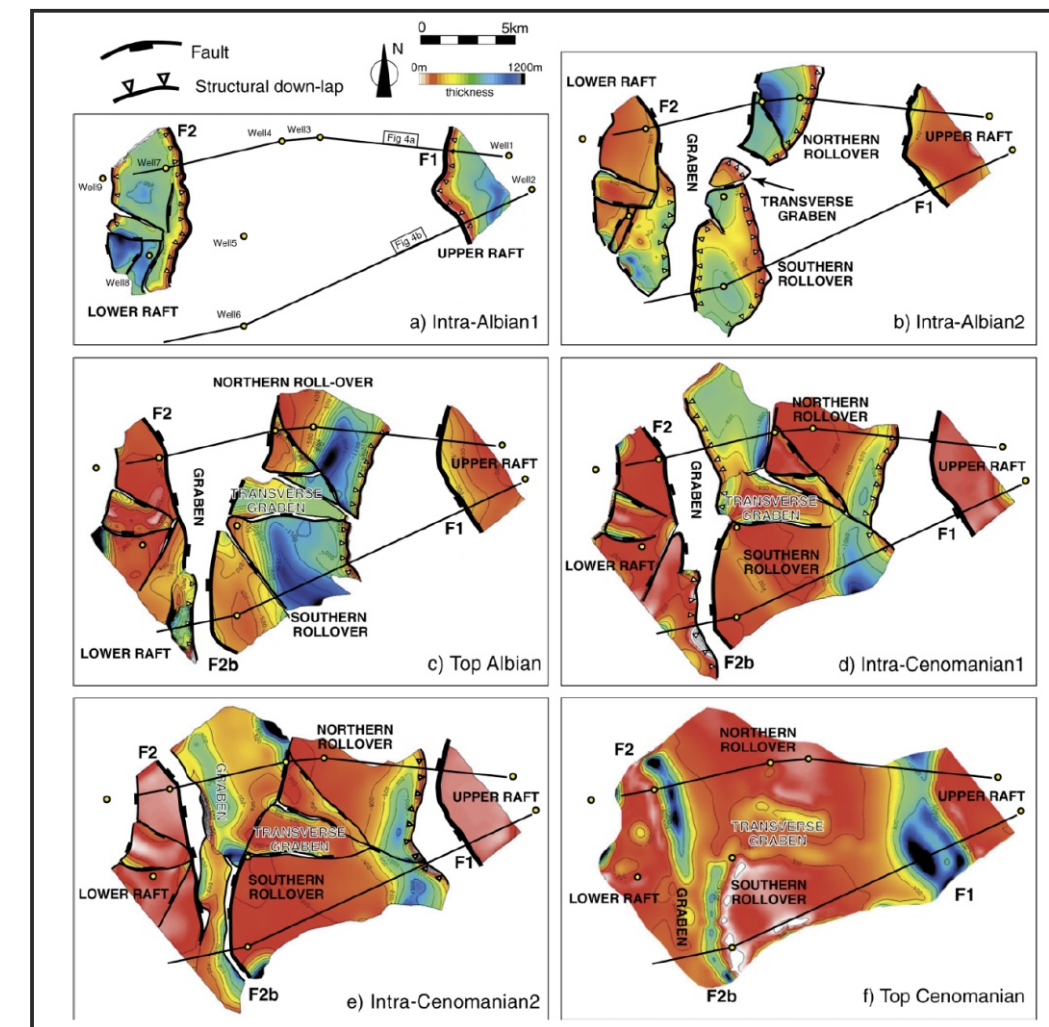 0 5km
N
Fault
0m 1200m
thickness
Structural down-lap
F2
Well4
Well3
Fig 4a
F1
Well1
Well7
Well9
Well2
Well5
Fig 4b
UPPER RAFT
Well8
LOWER RAFT
Well6
a) Intra-Albian1
LOWER RAFT
F2
GRABEN
NORTHERN
ROLLOVER
UPPER RAFT
TRANSVERSE
GRABEN
F1
SOUTHERN
ROLLOVER
b) Intra-Albian2
NORTHERN ROLL-OVER
F2
GRABEN
F1
UPPER RAFT
TRANSVERSE
GRABEN
F1
SOUTHERN
ROLLOVER
LOWER RAFT
F2b
c) Top Albian
NORTHERN
ROLLOVER
F2
GRABEN
UPPER RAFT
TRANSVERSE
GRABEN
F1
SOUTHERN
ROLLOVER
LOWER RAFT
F2b
d) Intra-Cenomanian1
NORTHERN
ROLLOVER
F2
GRABEN
UPPER RAFT
TRANSVERSE
GRABEN
F1
LOWER RAFT
SOUTHERN
ROLLOVER
F2b
e) Intra-Cenomanian2
NORTHERN
ROLLOVER
F2
UPPER RAFT
TRANSVERSE
GRABEN
LOWER RAFT
GRABEN
SOUTHERN
ROLLOVER
F1
F2b
f) Top Cenomanian